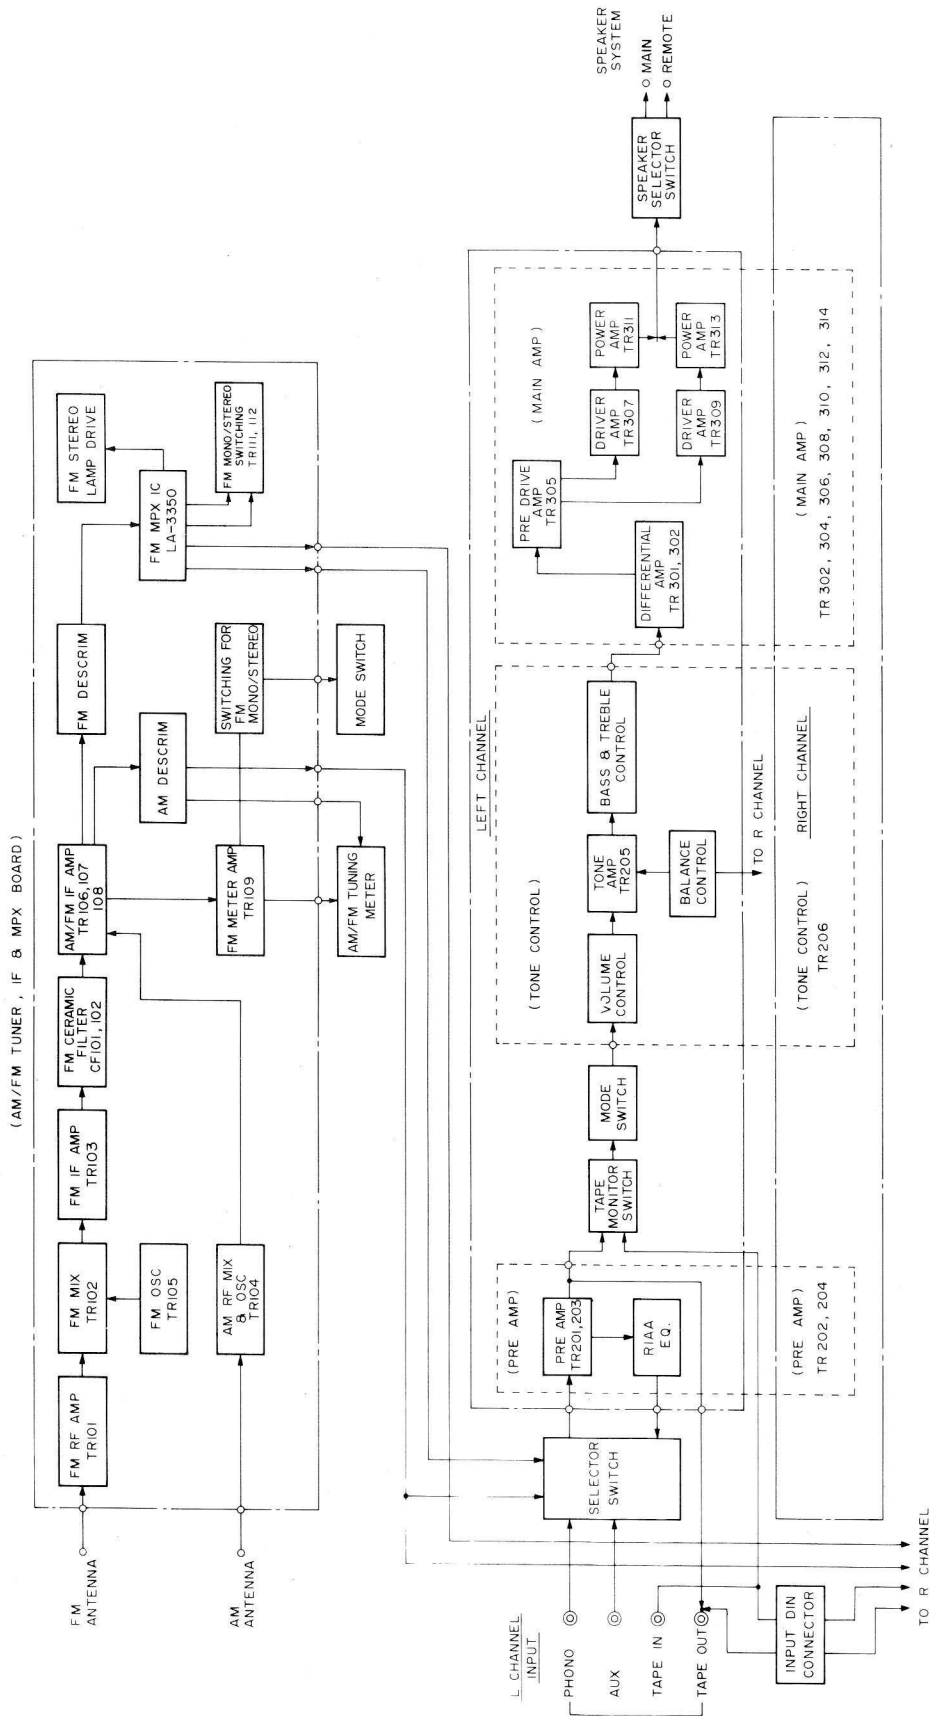 (AM/FM TUNER, IF & MPX BOARD)
FM
ANTENNA
FM RF AMP
TR101
FM MIX
TR102
FM OSC
TR105
FM IF AMP
TR103
FM CERAMIC
FILTER
CF101,102
AM/FM IF AMP
TR106,107
108
FM DESCRIM
FM MPX IC
LA-3350
FM STEREO
LAMP DRIVE
FM MONO/STEREO
SWITCHING
TR111, 112
AM DESCRIM
AM
ANTENNA
AM RF MIX
& OSC
TR104
FM METER AMP
TR109
SWITCHING FOR
FM
MONO/STEREO
AM/FM TUNING
METER
MODE SWITCH
L CHANNEL
INPUT
PHONO
AUX
TAPE IN
TAPE OUT
INPUT DIN
CONNECTOR
TO R CHANNEL
SELECTOR
SWITCH
(PRE AMP)
PRE AMP
TR201,203
RIAA
EQ.
(PRE AMP)
TR 202, 204
TAPE
MONITOR
SWITCH
MODE
SWITCH
LEFT CHANNEL
(TONE CONTROL)
VOLUME
CONTROL
TONE
AMP
TR205
BASS & TREBLE
CONTROL
BALANCE
CONTROL
TO R CHANNEL
RIGHT CHANNEL
(TONE CONTROL)
TR206
(MAIN AMP)
DIFFERENTIAL
AMP
TR 301, 302
PRE DRIVE
AMP
TR305
DRIVER
AMP
TR307
POWER
AMP
TR311
DRIVER
AMP
TR309
POWER
AMP
TR313
(MAIN AMP)
TR 302, 304, 306, 308, 310, 312, 314
SPEAKER
SELECTOR
SWITCH
SPEAKER
SYSTEM
MAIN
REMOTE